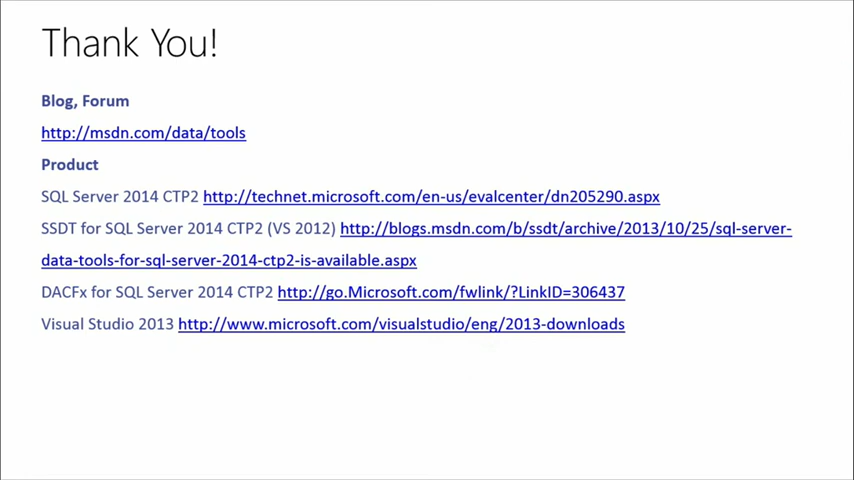 Thank You!
Blog, Forum
http://msdn.com/data/tools
Product
SQL Server 2014 CTP2 http://technet.microsoft.com/en-us/evalcenter/dn205290.aspx
SSDT for SQL Server 2014 CTP2 (VS 2012) http://blogs.msdn.com/b/ssdt/archive/2013/10/25/sql-server-
data-tools-for-sql-server-2014-ctp2-is-available.aspx
DACFx for SQL Server 2014 CTP2 http://go.Microsoft.com/fwlink/?LinkID=306437
Visual Studio 2013 http://www.microsoft.com/visualstudio/eng/2013-downloads